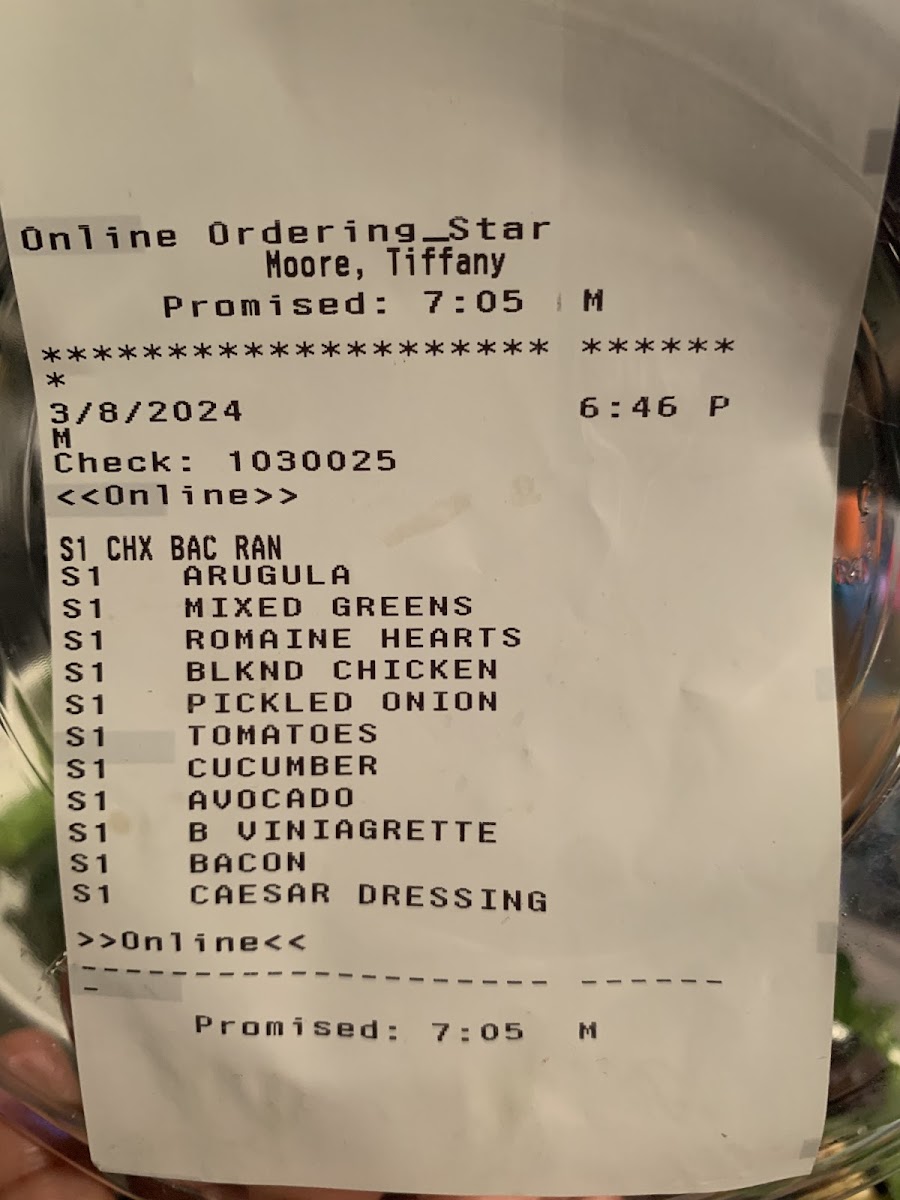 Online Ordering_Star
Moore, Tiffany
Promised: 7:05 M
******************** ******
*
3/8/2024 6:46 P
M
Check: 1030025
<<Online>>
S1 CHX BAC RAN
S1 ARUGULA
S1 MIXED GREENS
S1 ROMAINE HEARTS
S1 BLKND CHICKEN
S1 PICKLED ONION
S1 TOMATOES
S1 CUCUMBER
S1 AVOCADO
S1 B VINIAGRETTE
S1 BACON
S1 CAESAR DRESSING
>>Online<<
-------------------- ------
-
Promised: 7:05 M